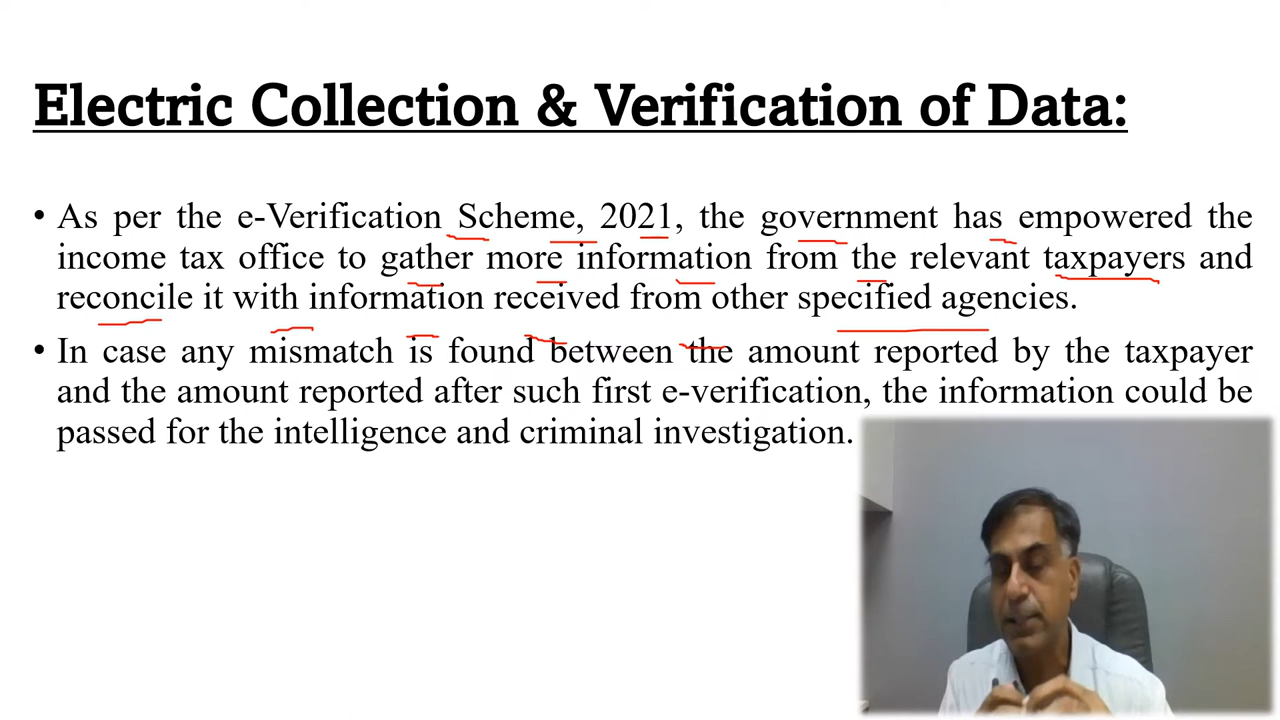 Electric Collection & Verification of Data:
• As per the e-Verification Scheme, 2021, the government has empowered the
income tax office to gather more information from the relevant taxpayers and
reconcile it with information received from other specified agencies.
• In case any mismatch is found between the amount reported by the taxpayer
and the amount reported after such first e-verification, the information could be
passed for the intelligence and criminal investigation.